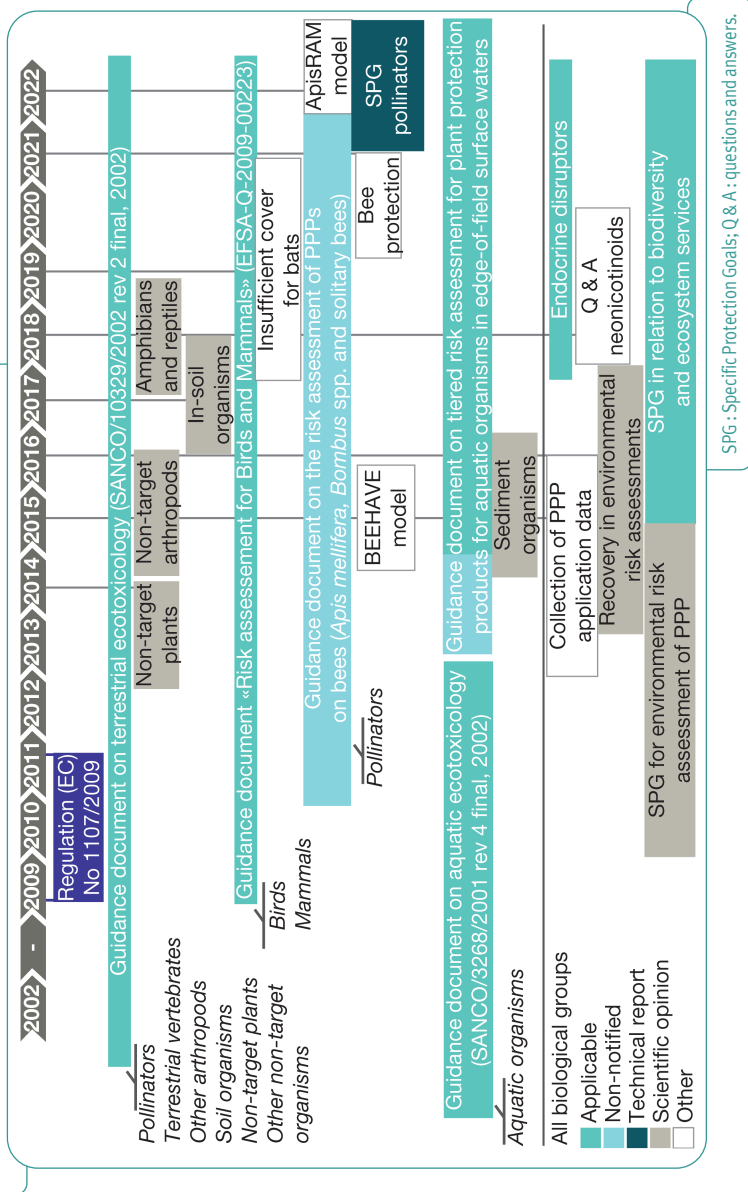 2002
-
2009
2010
2011
2012
2013
2014
2015
2016
2017
2018
2019
2020
2021
2022
Regulation (EC)
No 1107/2009
Guidance document on terrestrial ecotoxicology (SANCO/10329/2002 rev 2 final, 2002)
Pollinators
Terrestrial vertebrates
Other arthropods
Soil organisms
Non-target plants
Other non-target
organisms
Non-target
plants
Non-target
arthropods
Amphibians
and reptiles
In-soil
organisms
Guidance document «Risk assessment for Birds and Mammals» (EFSA-Q-2009-00223)
Birds
Mammals
Insufficient cover
for bats
Guidance document on the risk assessment of PPPs
on bees (Apis mellifera, Bombus spp. and solitary bees)
ApisRAM
model
Pollinators
BEEHAVE
model
Bee
protection
SPG
pollinators
Guidance document on aquatic ecotoxicology
(SANCO/3268/2001 rev 4 final, 2002)
Guidance document on tiered risk assessment for plant protection
products for aquatic organisms in edge-of-field surface waters
Aquatic organisms
Sediment
organisms
All biological groups
Collection of PPP
application data
Endocrine disruptors
Q & A
neonicotinoids
Recovery in environmental
risk assessments
SPG for environmental risk
assessment of PPP
SPG in relation to biodiversity
and ecosystem services
Applicable
Non-notified
Technical report
Scientific opinion
Other
SPG : Specific Protection Goals; Q & A : questions and answers.